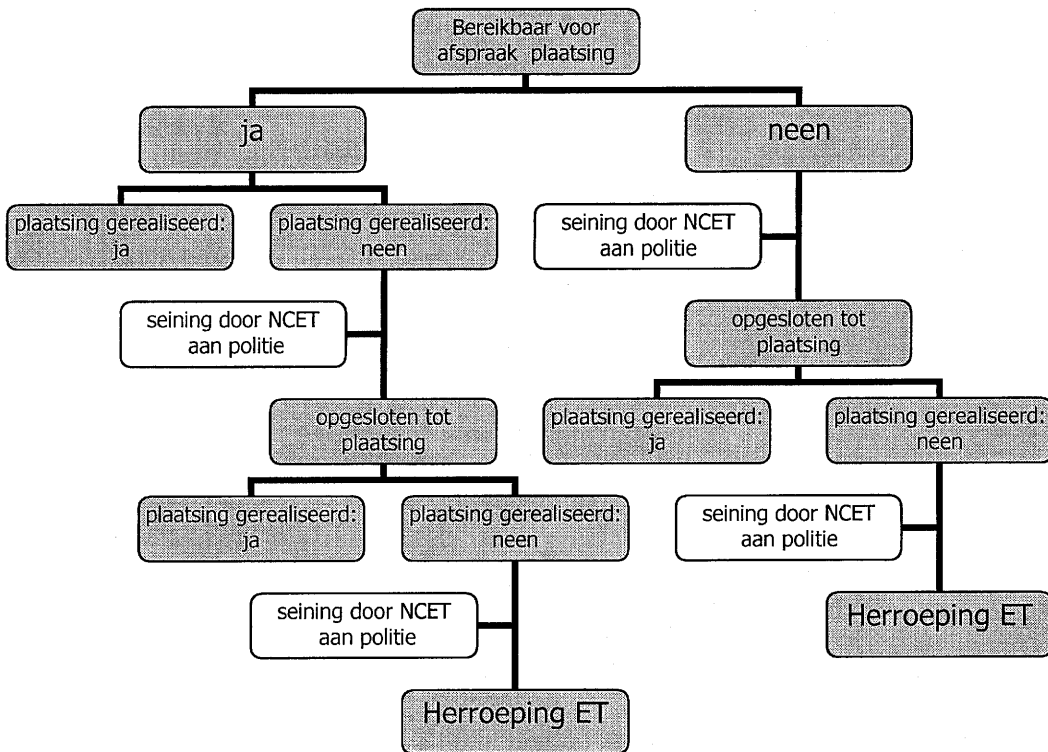 Bereikbaar voor
afspraak plaatsing
ja
neen
plaatsing gerealiseerd:
ja
plaatsing gerealiseerd:
neen
seining door NCET
aan politie
seining door NCET
aan politie
opgesloten tot
plaatsing
opgesloten tot
plaatsing
plaatsing gerealiseerd:
ja
plaatsing gerealiseerd:
neen
plaatsing gerealiseerd:
ja
plaatsing gerealiseerd:
neen
seining door NCET
aan politie
seining door NCET
aan politie
Herroeping ET
Herroeping ET